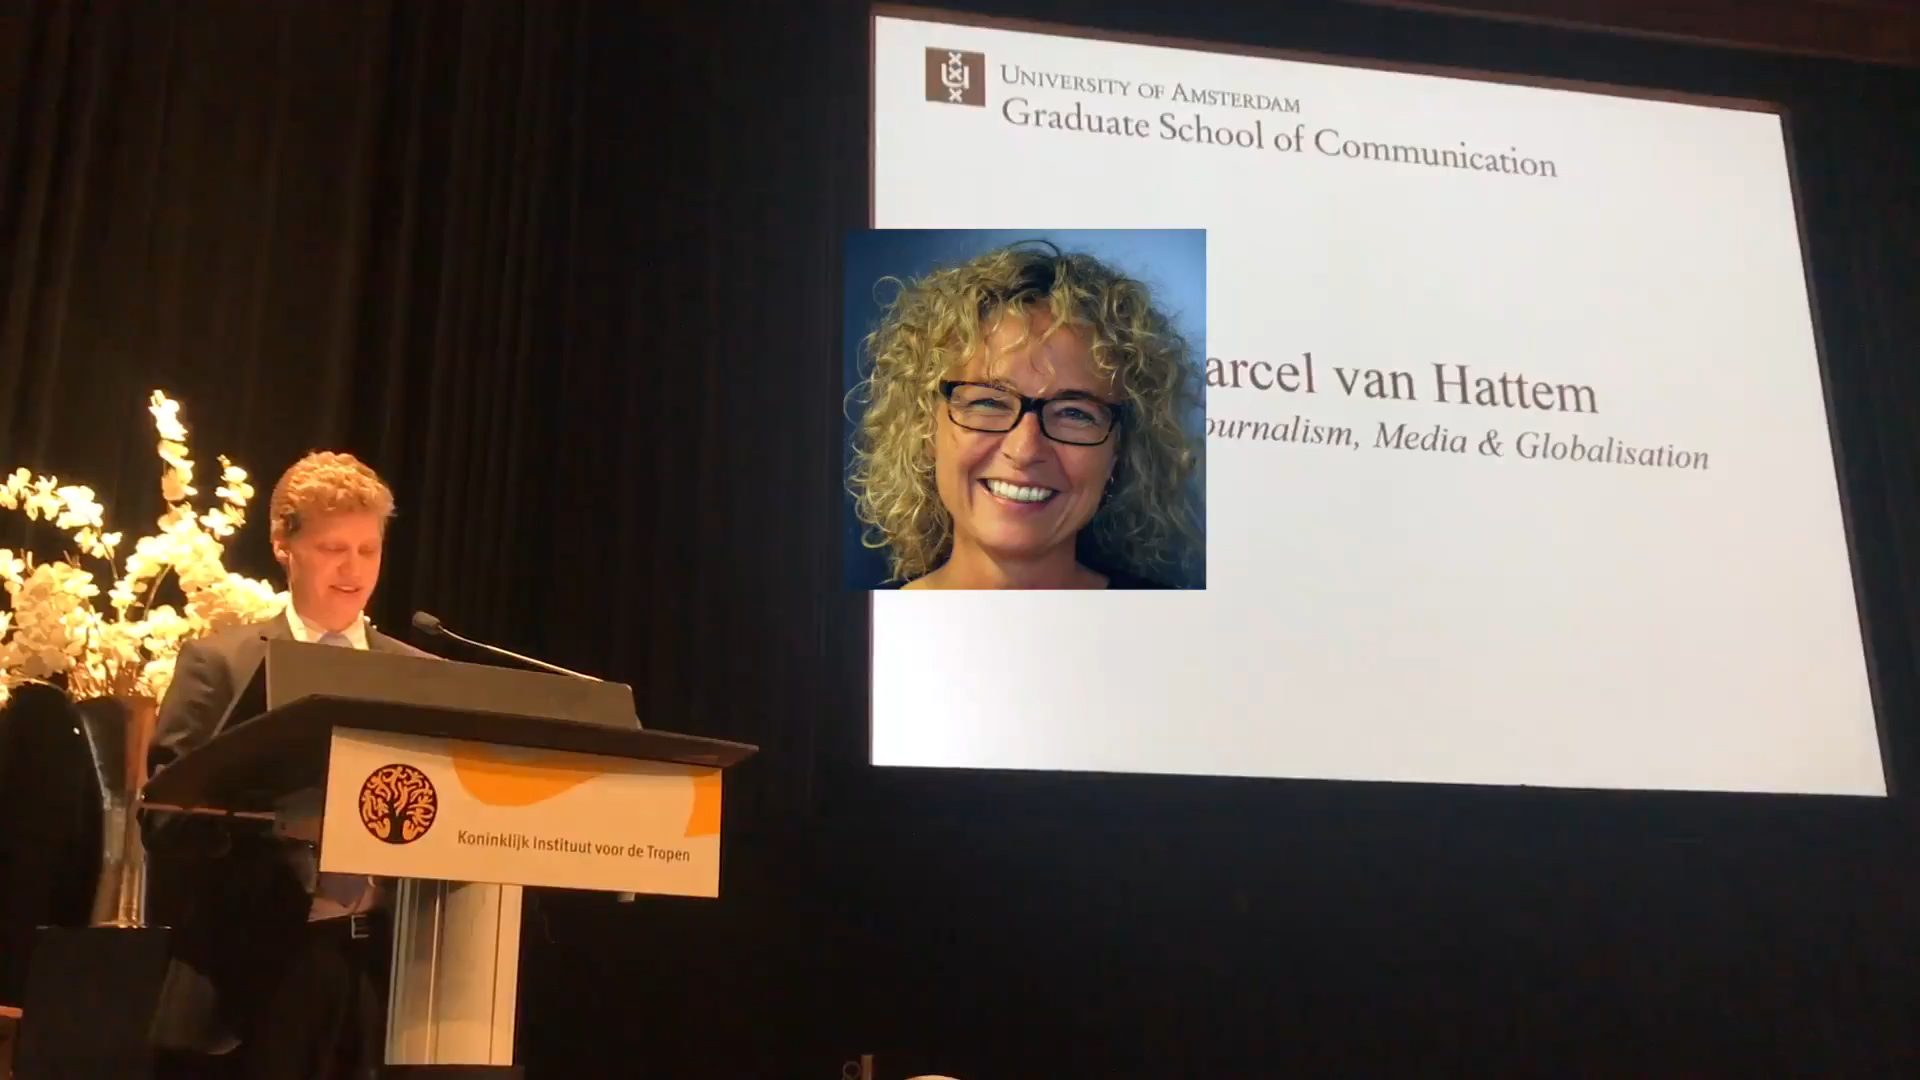 UNIVERSITY OF AMSTERDAM
Graduate School of Communication
arcel van Hattem
ournalism, Media & Globalisation
Koninklijk Instituut voor de Tropen